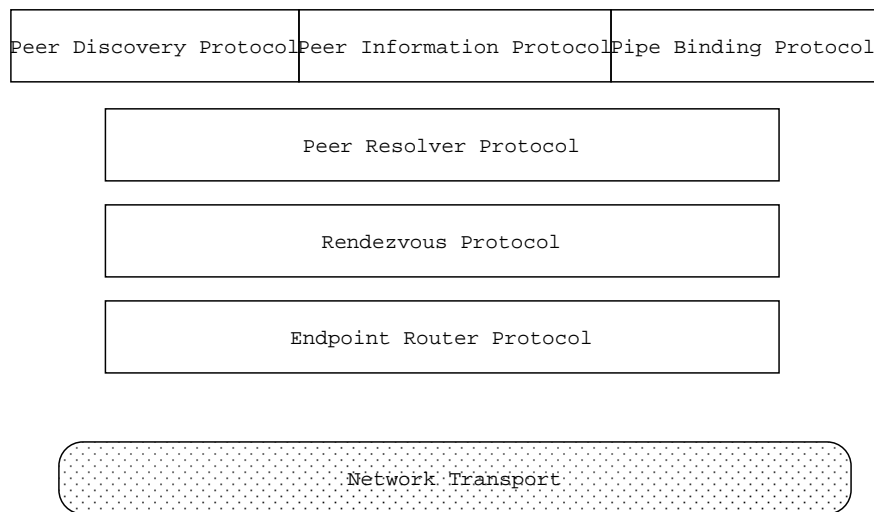 Peer Discovery Protocol
Peer Information Protocol
Pipe Binding Protocol
Peer Resolver Protocol
Rendezvous Protocol
Endpoint Router Protocol
Network Transport